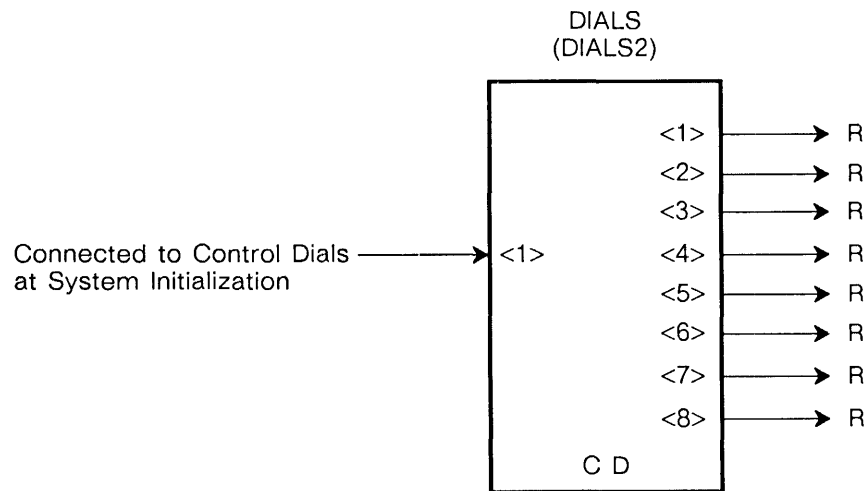 DIALS
(DIALS2)
<1> R
<2> R
<3> R
Connected to Control Dials
at System Initialization
<1> <4> R
<5> R
<6> R
<7> R
<8> R
C D